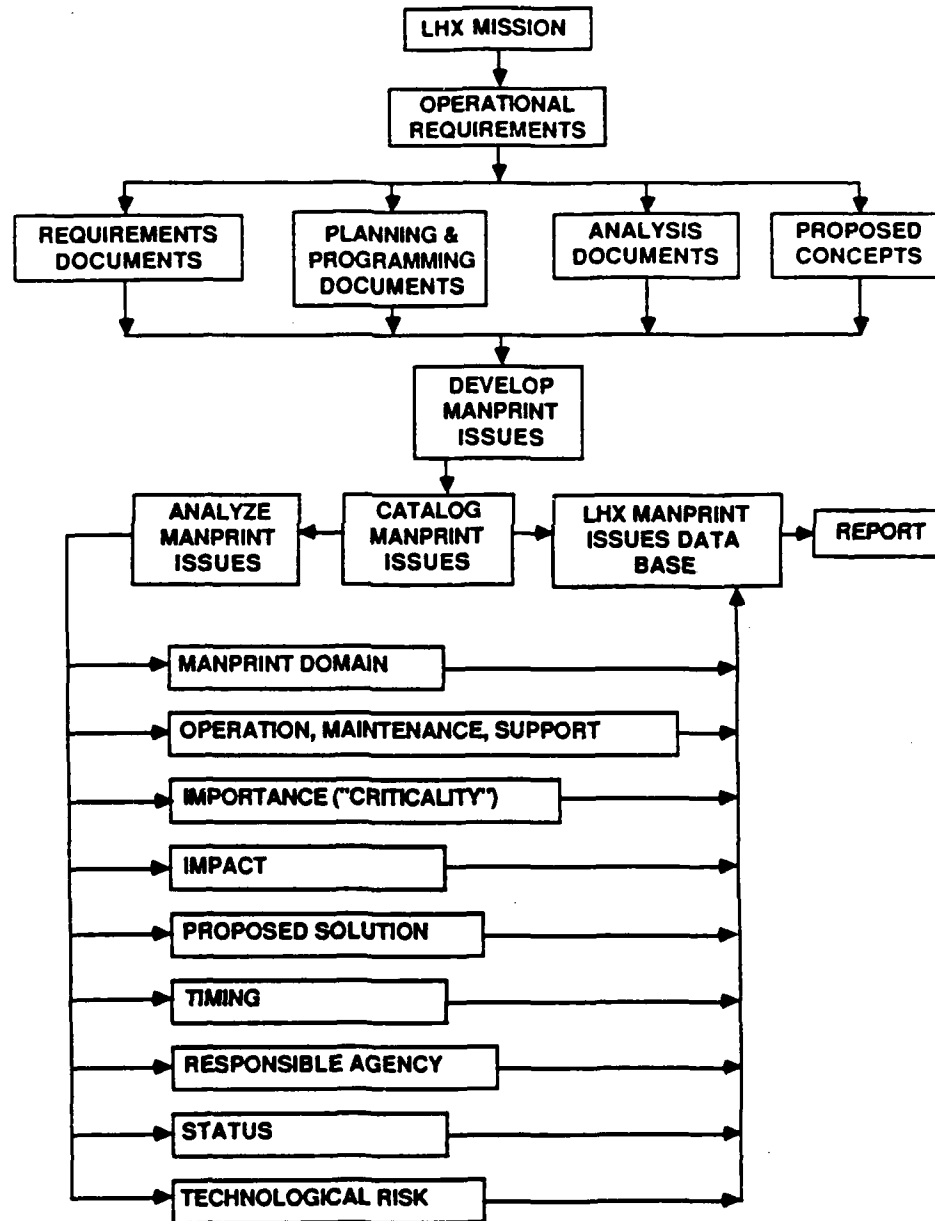 LHX MISSION
OPERATIONAL
REQUIREMENTS
REQUIREMENTS
DOCUMENTS
PLANNING &
PROGRAMMING
DOCUMENTS
ANALYSIS
DOCUMENTS
PROPOSED
CONCEPTS
DEVELOP
MANPRINT
ISSUES
ANALYZE
MANPRINT
ISSUES
CATALOG
MANPRINT
ISSUES
LHX MANPRINT
ISSUES DATA
BASE
REPORT
MANPRINT DOMAIN
OPERATION, MAINTENANCE, SUPPORT
IMPORTANCE ("CRITICALITY")
IMPACT
PROPOSED SOLUTION
TIMING
RESPONSIBLE AGENCY
STATUS
TECHNOLOGICAL RISK